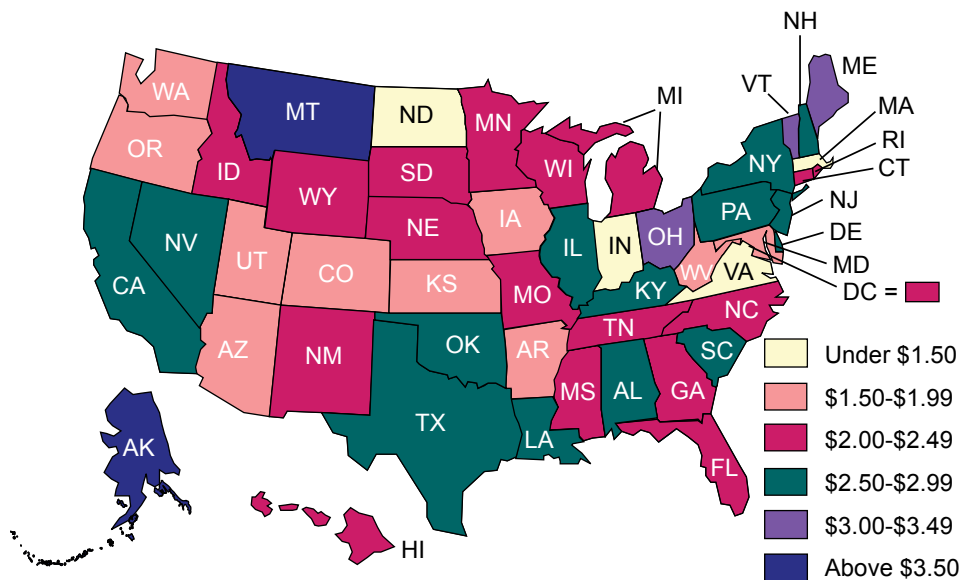 NH
VT
ME
WA
MT
ND
MN
MI
MA
OR
ID
SD
WI
NY
RI
CT
WY
PA
NJ
NE
IA
NV
UT
IL
IN
OH
DE
CO
CA
KS
MO
WV
VA
MD
KY
DC =
NC
TN
AZ
NM
OK
AR
SC
MS
AL
GA
TX
LA
AK
FL
HI
Under $1.50
$1.50-$1.99
$2.00-$2.49
$2.50-$2.99
$3.00-$3.49
Above $3.50